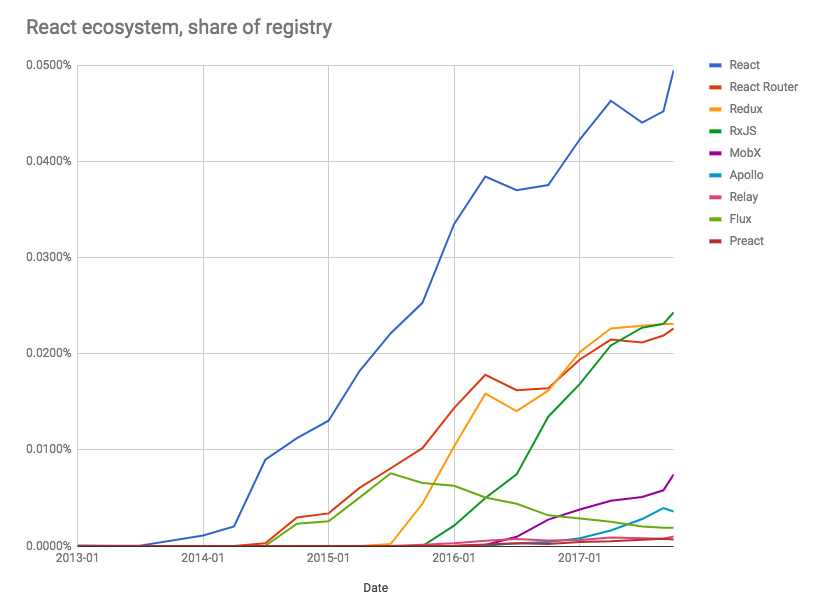 React ecosystem, share of registry
0.0500%
0.0400%
0.0300%
0.0200%
0.0100%
0.0000%
2013-01 2014-01 2015-01 2016-01 2017-01
Date
React
React Router
Redux
RxJS
MobX
Apollo
Relay
Flux
Preact